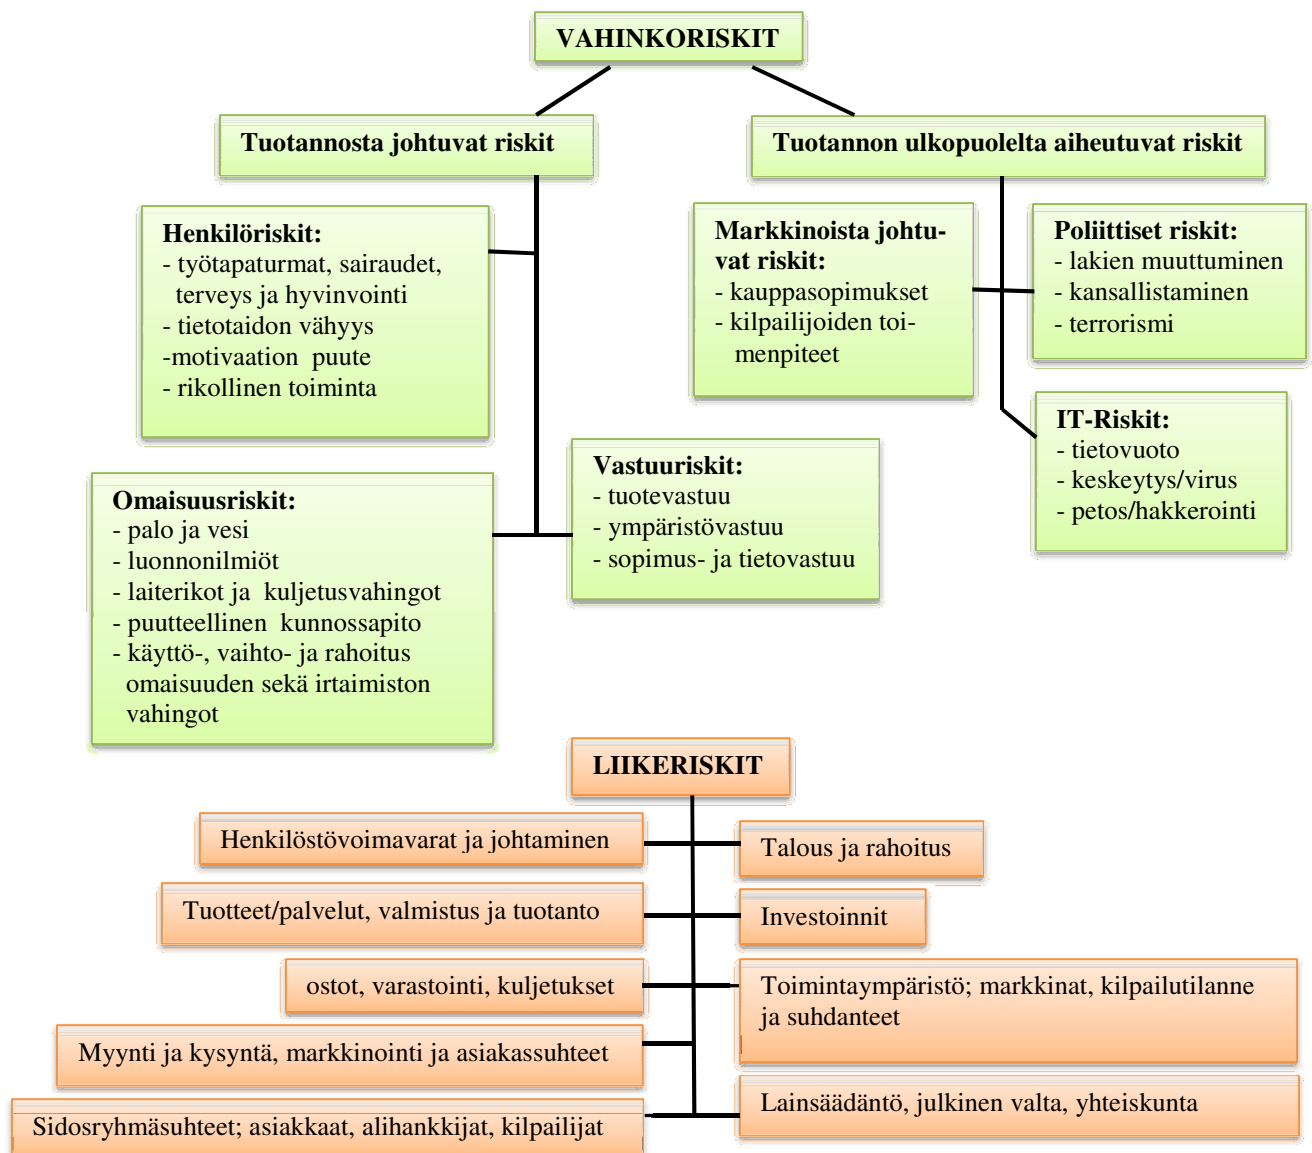 VAHINKORISKIT
Tuotannosta johtuvat riskit
Tuotannon ulkopuolelta aiheutuvat riskit
Henkilöriskit:
- työtapaturmat, sairaudet,
terveys ja hyvinvointi
- tietotaidon vähyys
-motivaation puute
- rikollinen toiminta
Markkinoista johtu-
vat riskit:
- kauppasopimukset
- kilpailijoiden toi-
menpiteet
Poliittiset riskit:
- lakien muuttuminen
- kansallistaminen
- terrorismi
IT-Riskit:
- tietovuoto
- keskeytys/virus
- petos/hakkerointi
Omaisuusriskit:
- palo ja vesi
- luonnonilmiöt
- laiterikot ja kuljetusvahingot
- puutteellinen kunnossapito
- käyttö-, vaihto- ja rahoitus
omaisuuden sekä irtaimiston
vahingot
Vastuuriskit:
- tuotevastuu
- ympäristövastuu
- sopimus- ja tietovastuu
LIIKERISKIT
Henkilöstövoimavarat ja johtaminen
Talous ja rahoitus
Tuotteet/palvelut, valmistus ja tuotanto
Investoinnit
ostot, varastointi, kuljetukset
Toimintaympäristö; markkinat, kilpailutilanne
ja suhdanteet
Myynti ja kysyntä, markkinointi ja asiakassuhteet
Lainsäädäntö, julkinen valta, yhteiskunta
Sidosryhmäsuhteet; asiakkaat, alihankkijat, kilpailijat